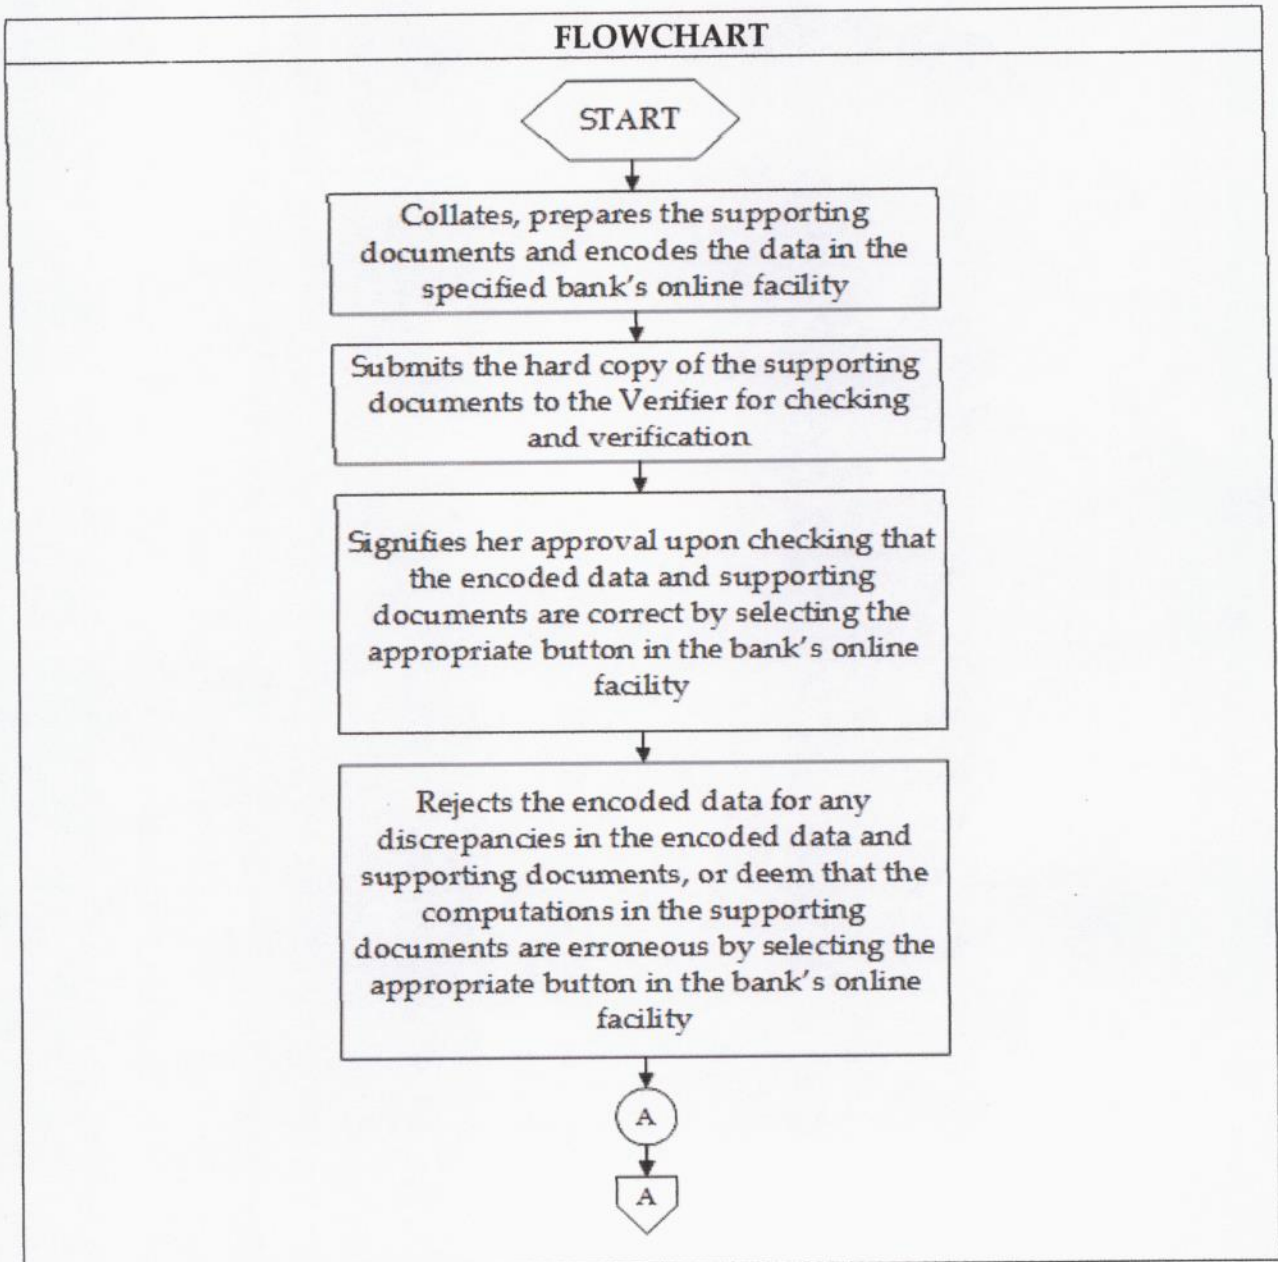 FLOWCHART
START
Collates, prepares the supporting
documents and encodes the data in the
specified bank's online facility
Submits the hard copy of the supporting
documents to the Verifier for checking
and verification
Signifies her approval upon checking that
the encoded data and supporting
documents are correct by selecting the
appropriate button in the bank's online
facility
Rejects the encoded data for any
discrepancies in the encoded data and
supporting documents, or deem that the
computations in the supporting
documents are erroneous by selecting the
appropriate button in the bank's online
facility
A
A